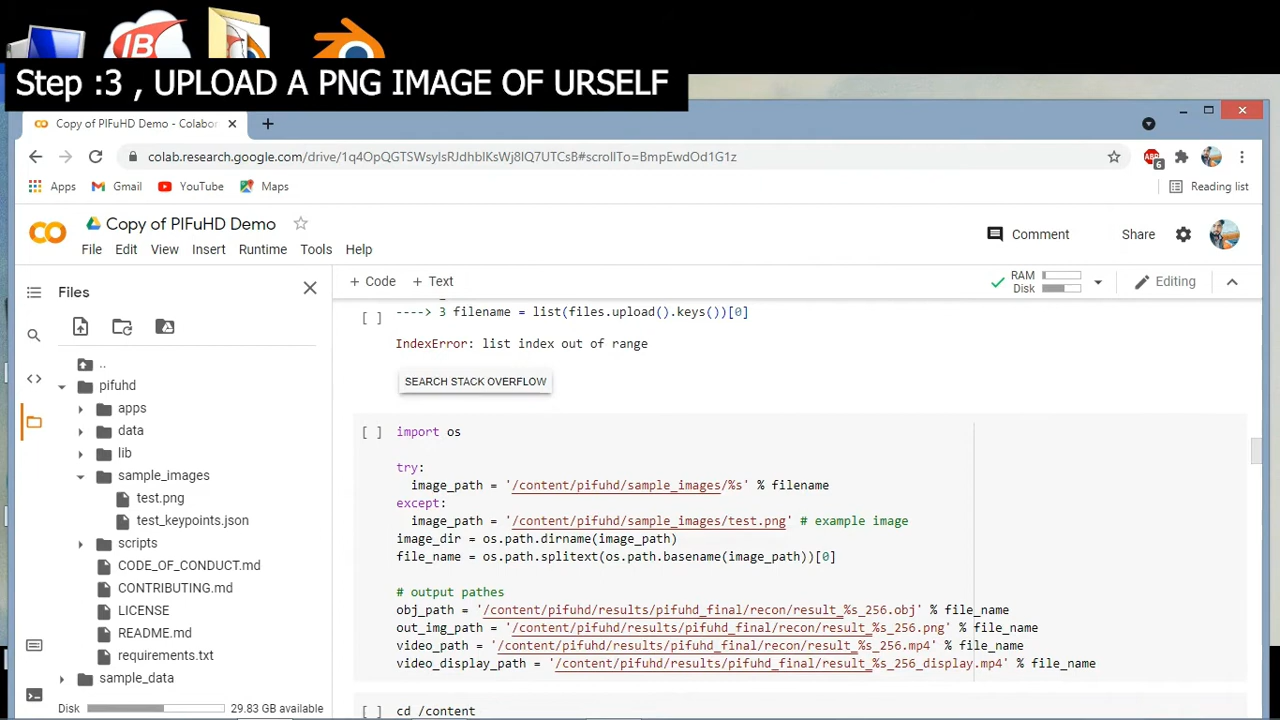 IB
Step :3 , UPLOAD A PNG IMAGE OF URSELF
Copy of PIFuHD Demo - Colabor
colab.research.google.com/drive/1q4OpQGTSWsylsRdhbIKsWj8IQ7UTCsB#scrollTo=BmpEwdOd1G1z
ABP
6
Apps
Gmail
YouTube
Maps
Reading list
Copy of PIFuHD Demo
File Edit View Insert Runtime Tools Help
Comment
Share
+ Code + Text
RAM
Disk
Editing
Files
..
pifuhd
apps
data
lib
sample_images
test.png
test_keypoints.json
scripts
CODE_OF_CONDUCT.md
CONTRIBUTING.md
LICENSE
README.md
requirements.txt
sample_data
Disk 29.83 GB available
[ ] ----> 3 filename = list(files.upload().keys())[0]
IndexError: list index out of range
SEARCH STACK OVERFLOW
[ ] import os
try:
image_path = '/content/pifuhd/sample_images/%s' % filename
except:
image_path = '/content/pifuhd/sample_images/test.png' # example image
image_dir = os.path.dirname(image_path)
file_name = os.path.splitext(os.path.basename(image_path))[0]
# output pathes
obj_path = '/content/pifuhd/results/pifuhd_final/recon/result_%s_256.obj' % file_name
out_img_path = '/content/pifuhd/results/pifuhd_final/recon/result_%s_256.png' % file_name
video_path = '/content/pifuhd/results/pifuhd_final/recon/result_%s_256.mp4' % file_name
video_display_path = '/content/pifuhd/results/pifuhd_final/result_%s_256_display.mp4' % file_name
[ ] cd /content